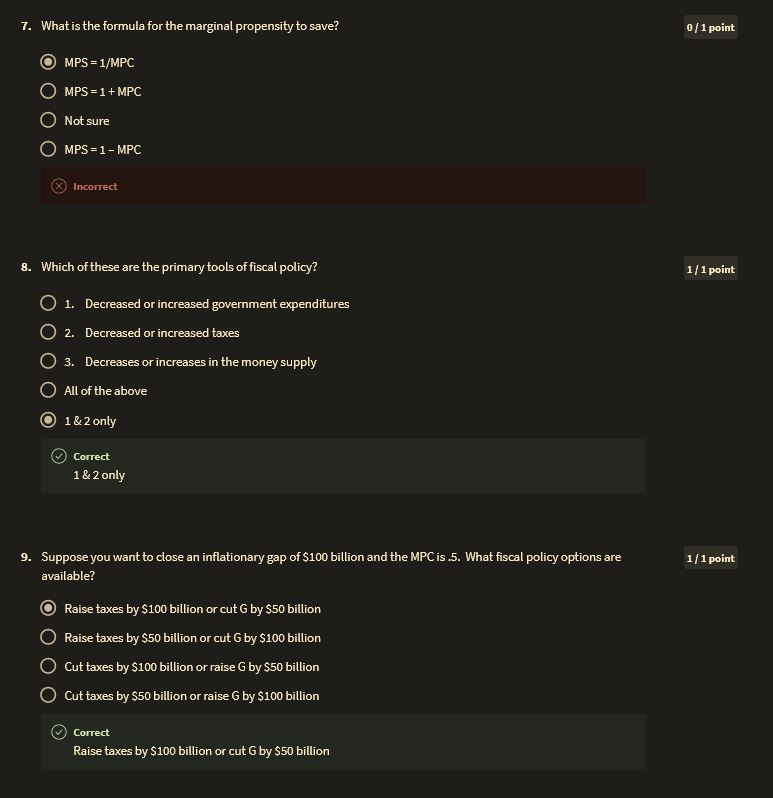 7. What is the formula for the marginal propensity to save?
0 / 1 point
MPS = 1/MPC
MPS = 1 + MPC
Not sure
MPS = 1 – MPC
Incorrect
8. Which of these are the primary tools of fiscal policy?
1 / 1 point
1. Decreased or increased government expenditures
2. Decreased or increased taxes
3. Decreases or increases in the money supply
All of the above
1 & 2 only
Correct
1 & 2 only
9. Suppose you want to close an inflationary gap of $100 billion and the MPC is .5. What fiscal policy options are
available?
1 / 1 point
Raise taxes by $100 billion or cut G by $50 billion
Raise taxes by $50 billion or cut G by $100 billion
Cut taxes by $100 billion or raise G by $50 billion
Cut taxes by $50 billion or raise G by $100 billion
Correct
Raise taxes by $100 billion or cut G by $50 billion